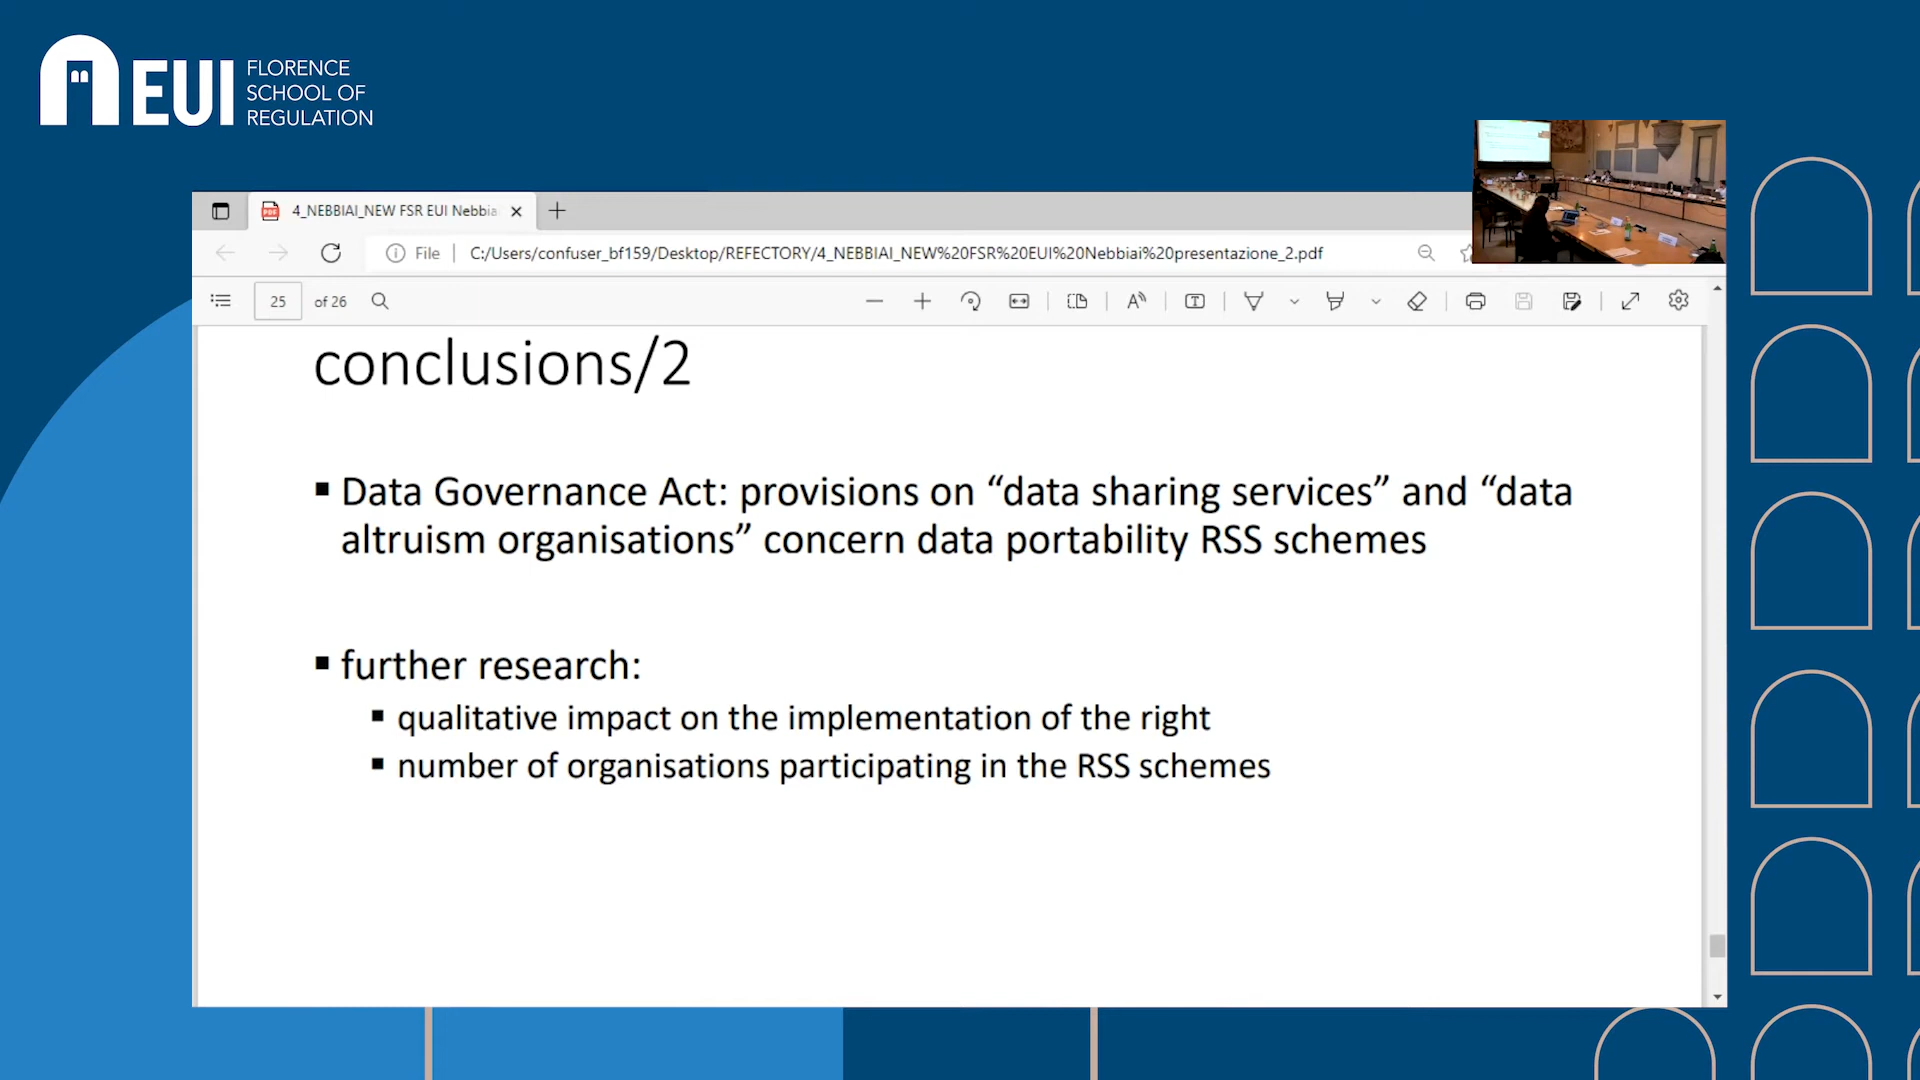 EUI
FLORENCE
SCHOOL OF
REGULATION
4_NEBBIAI_NEW FSR EUI Nebbia
File
C:/Users/confuser_bf159/Desktop/REFECTORY/4_NEBBIAI_NEW%20FSR%20EUI%20Nebbiai%20presentazione_2.pdf
25 of 26
conclusions/2
▪ Data Governance Act: provisions on “data sharing services” and “data
altruism organisations” concern data portability RSS schemes
▪ further research:
▪ qualitative impact on the implementation of the right
▪ number of organisations participating in the RSS schemes